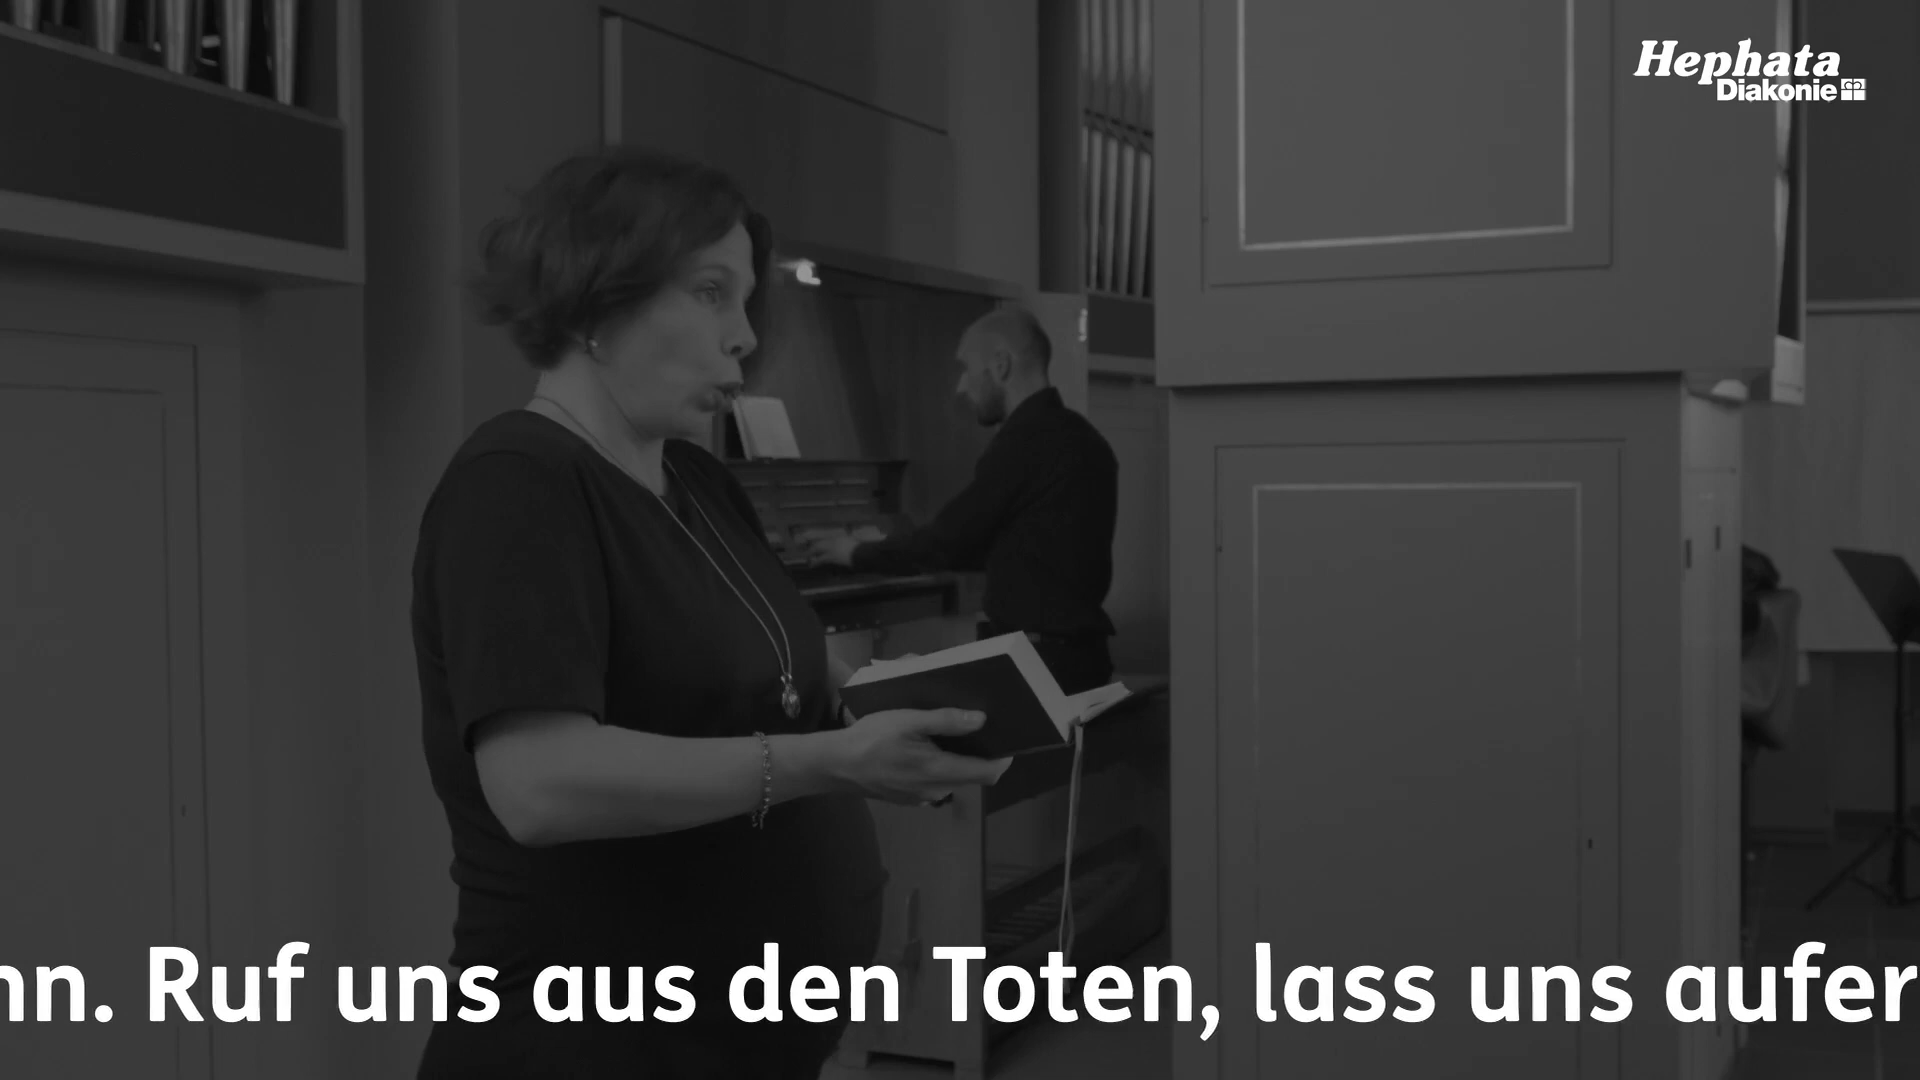 Hephata
Diakonie
nn. Ruf uns aus den Toten, lass uns aufer